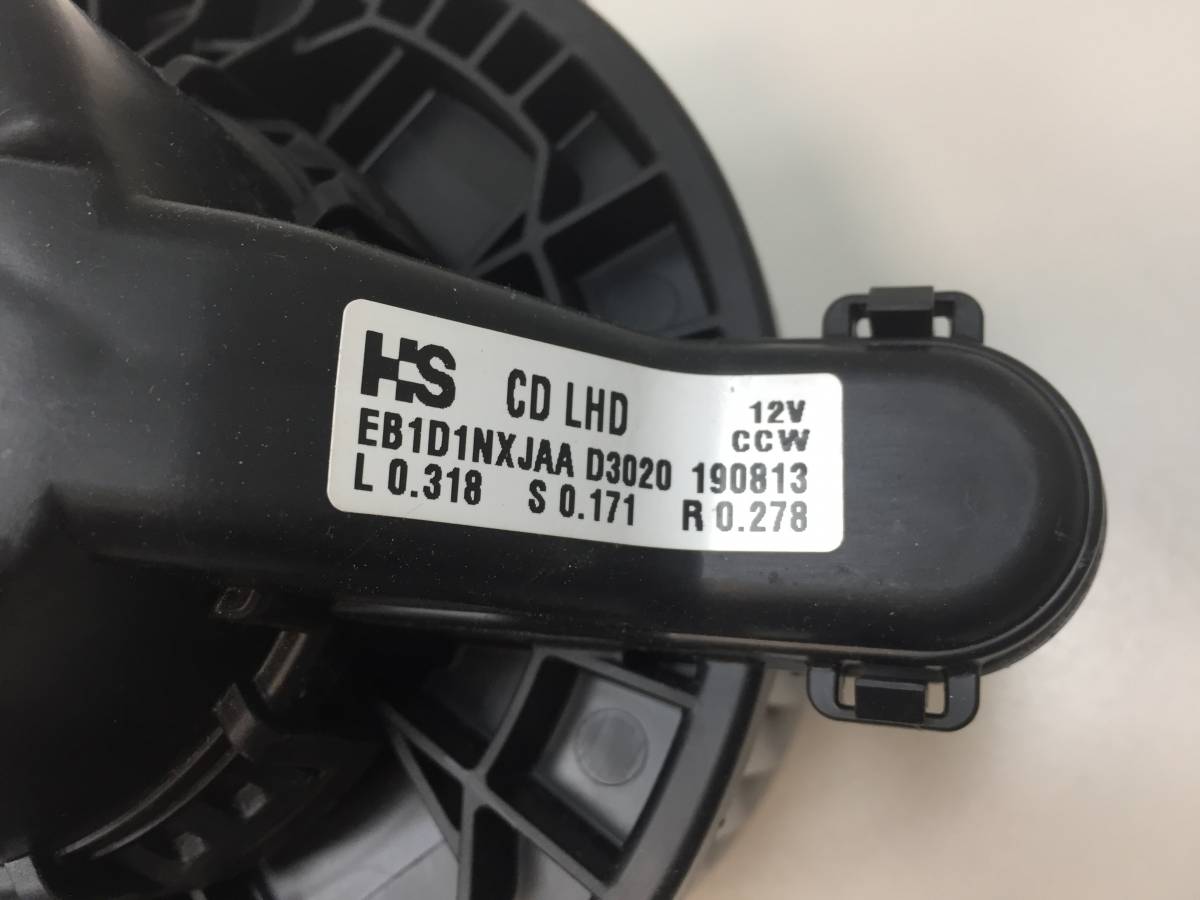 HS CD LHD 12V
CCW
EB1D1NXJAA D3020 190813
L 0.318 S 0.171 R 0.278